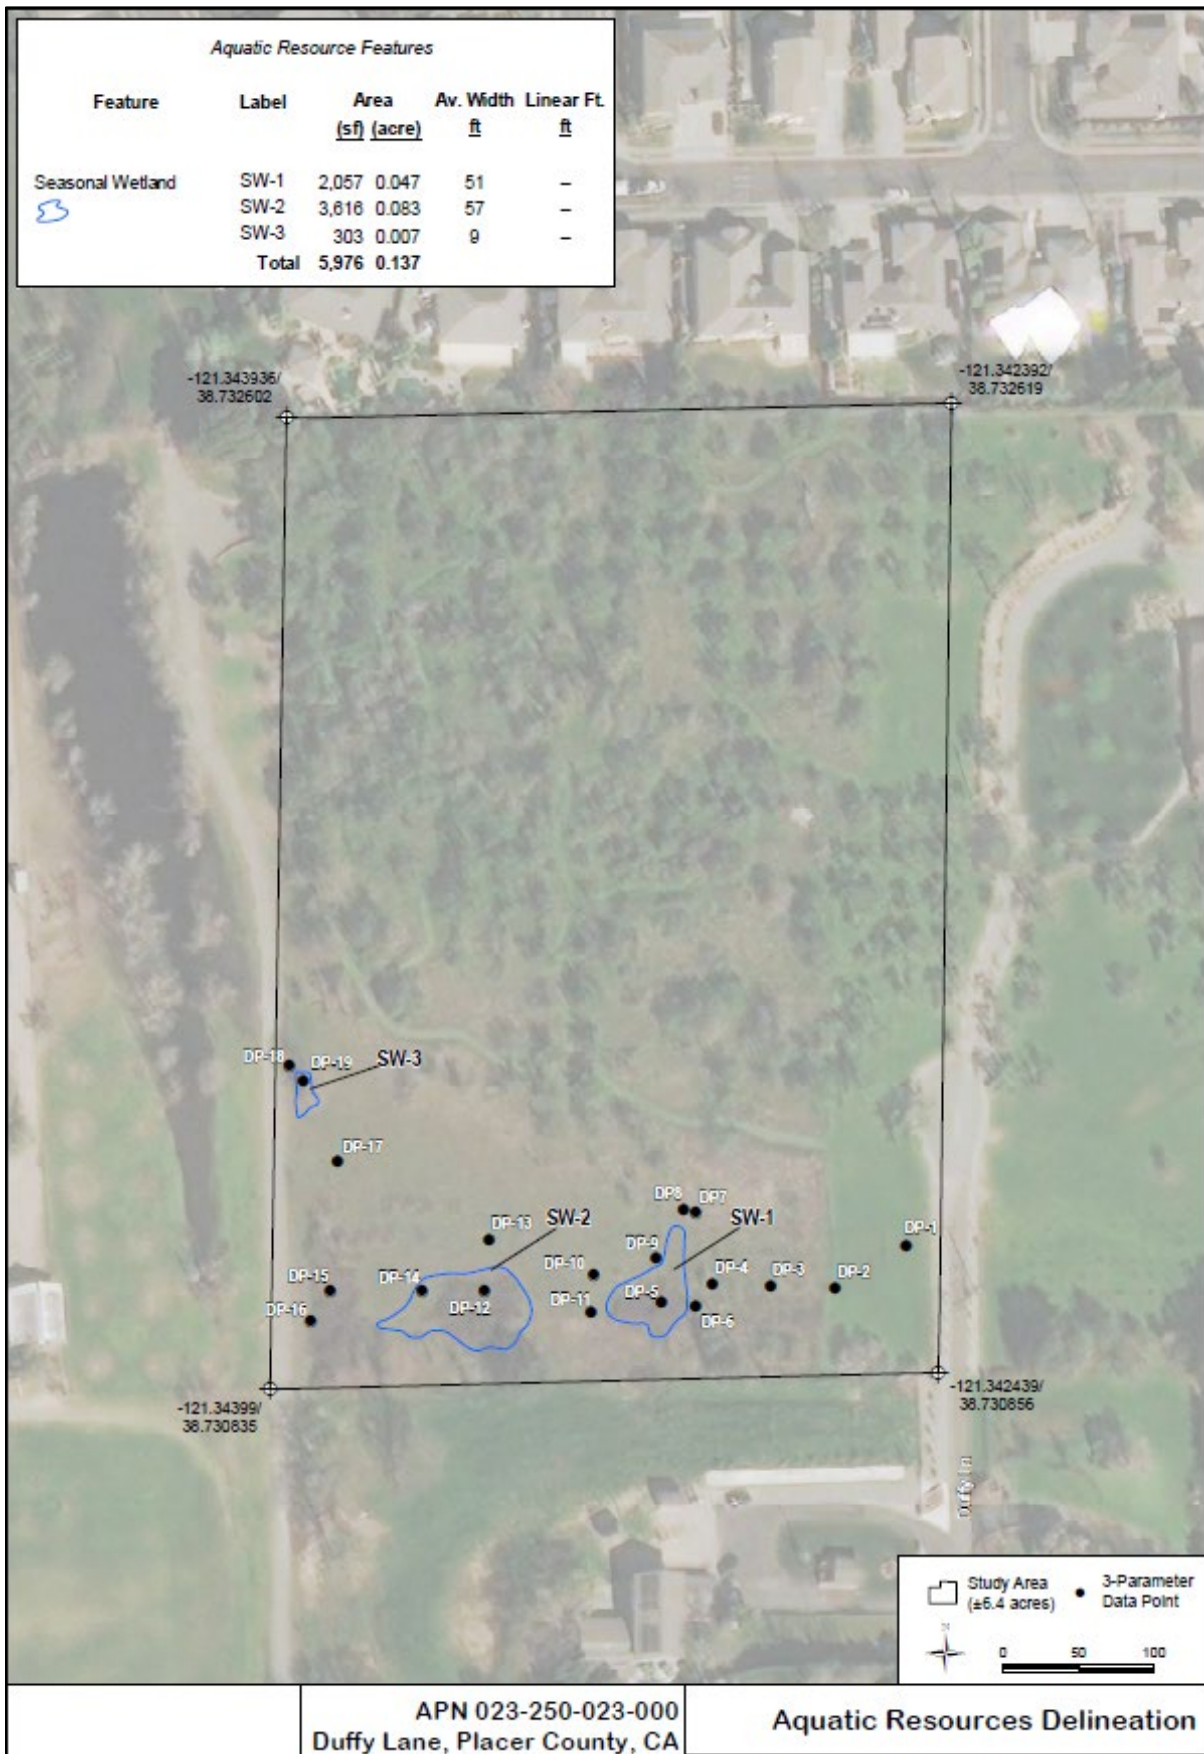 Aquatic Resource Features
Feature Label Area Av. Width Linear Ft.
(sf) (acre) ft ft
Seasonal Wetland SW-1 2,057 0.047 51 –
SW-2 3,616 0.083 57 –
SW-3 303 0.007 9 –
Total 5,976 0.137
-121.343936/
38.732602
-121.342392/
38.732619
DP-18
DP-19
SW-3
DP-17
DP8
DP7
DP-13
SW-2
SW-1
DP-1
DP-9
DP-10
DP-4
DP-3
DP-2
DP-15
DP-14
DP-12
DP-11
DP-5
DP-6
DP-16
-121.34399/
38.730835
-121.342439/
38.730856
Duffy Ln
Study Area
(±6.4 acres)
3-Parameter
Data Point
N
0 50 100
APN 023-250-023-000
Duffy Lane, Placer County, CA
Aquatic Resources Delineation